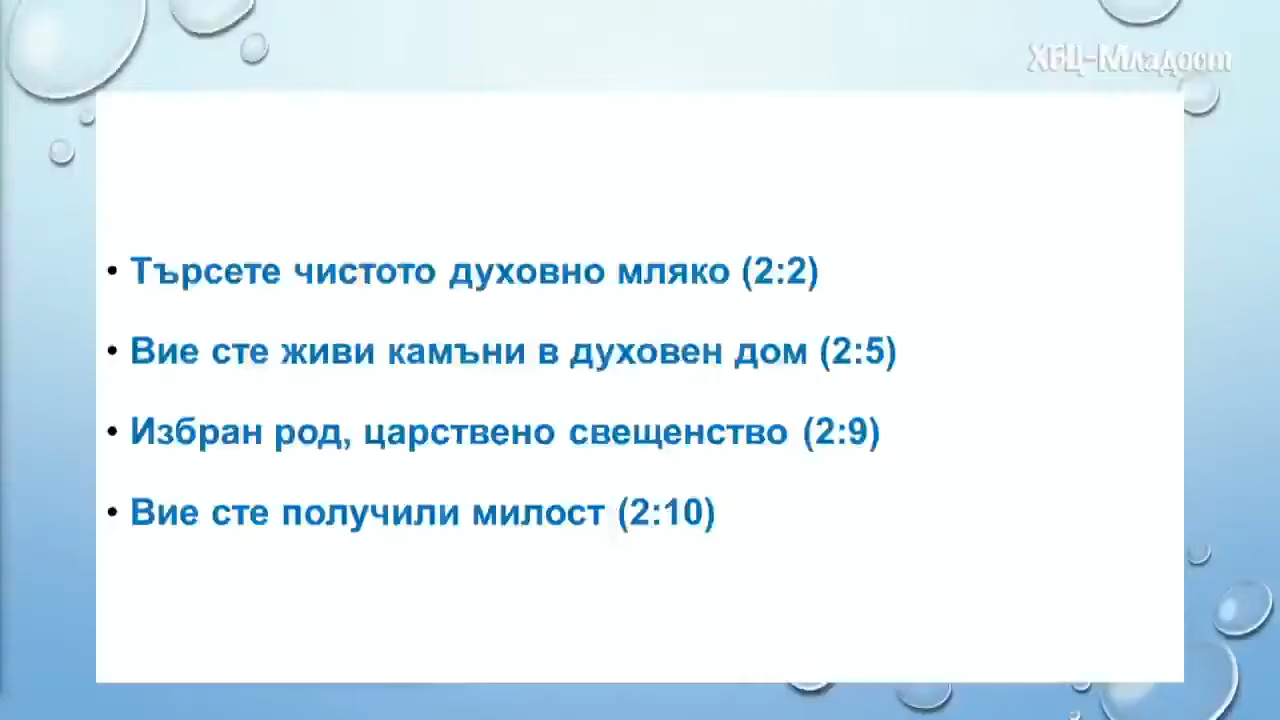 ХБЦ-Младост
• Търсете чистото духовно мляко (2:2)
• Вие сте живи камъни в духовен дом (2:5)
• Избран род, царствено свещенство (2:9)
• Вие сте получили милост (2:10)